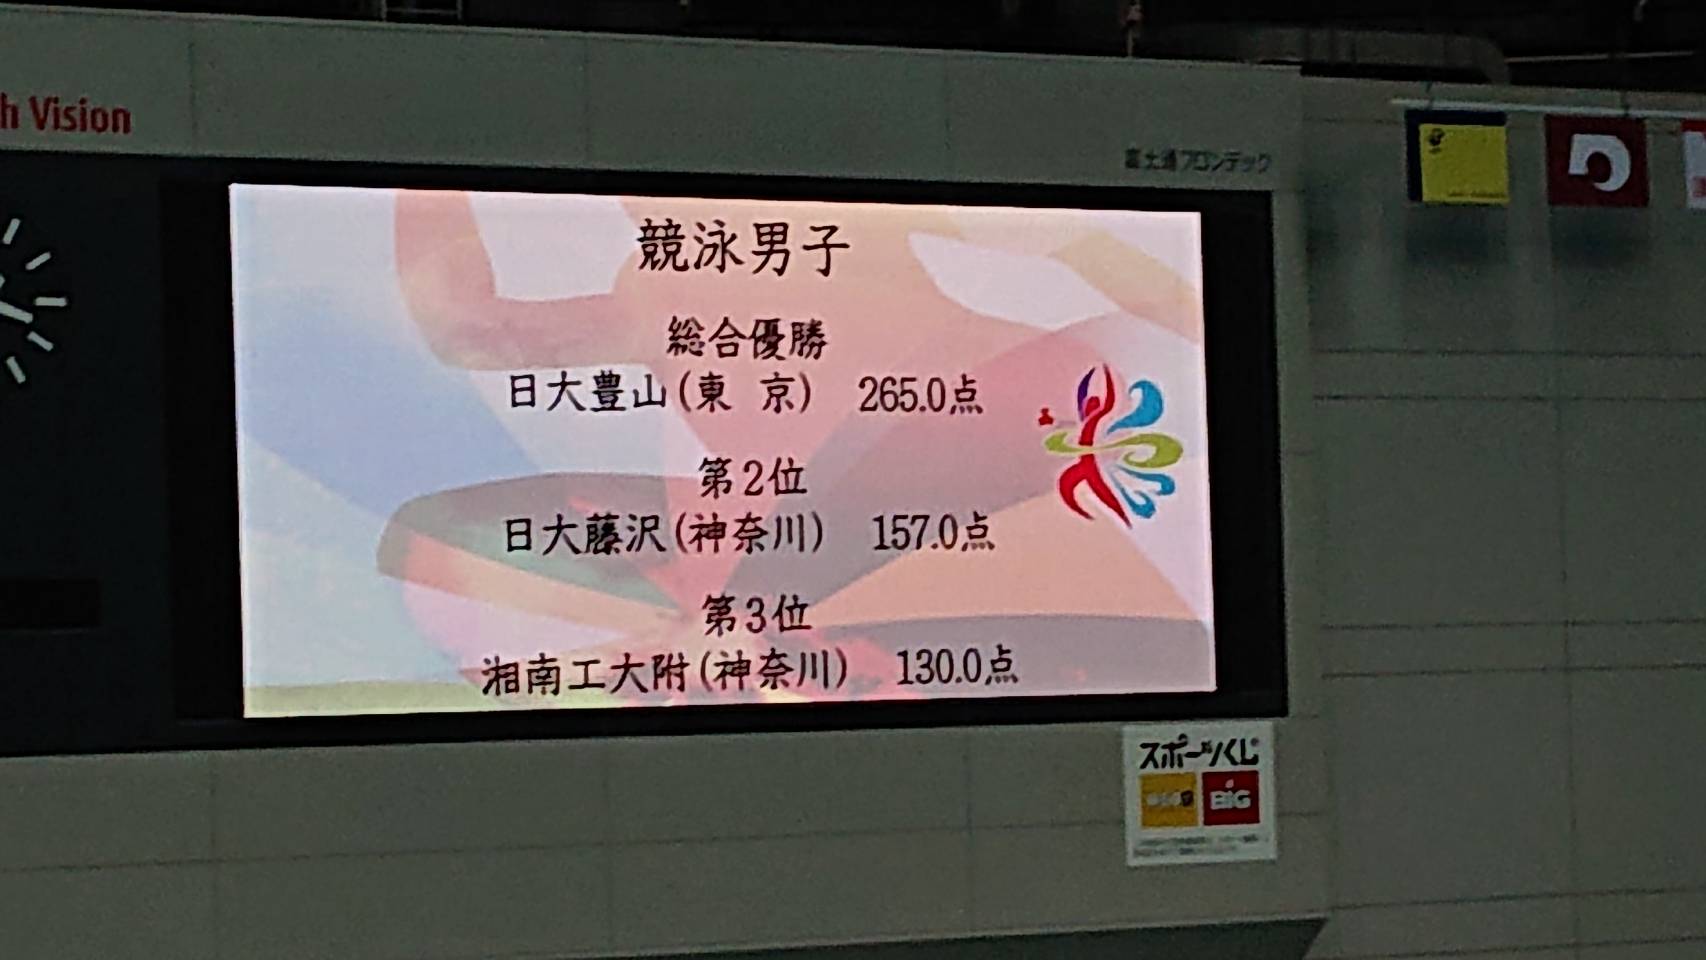 h Vision
富士通フロンテック
競泳男子
総合優勝
日大豊山(東 京) 265.0点
第2位
日大藤沢(神奈川) 157.0点
第3位
湘南工大附(神奈川) 130.0点
スポーツくじ
BIG